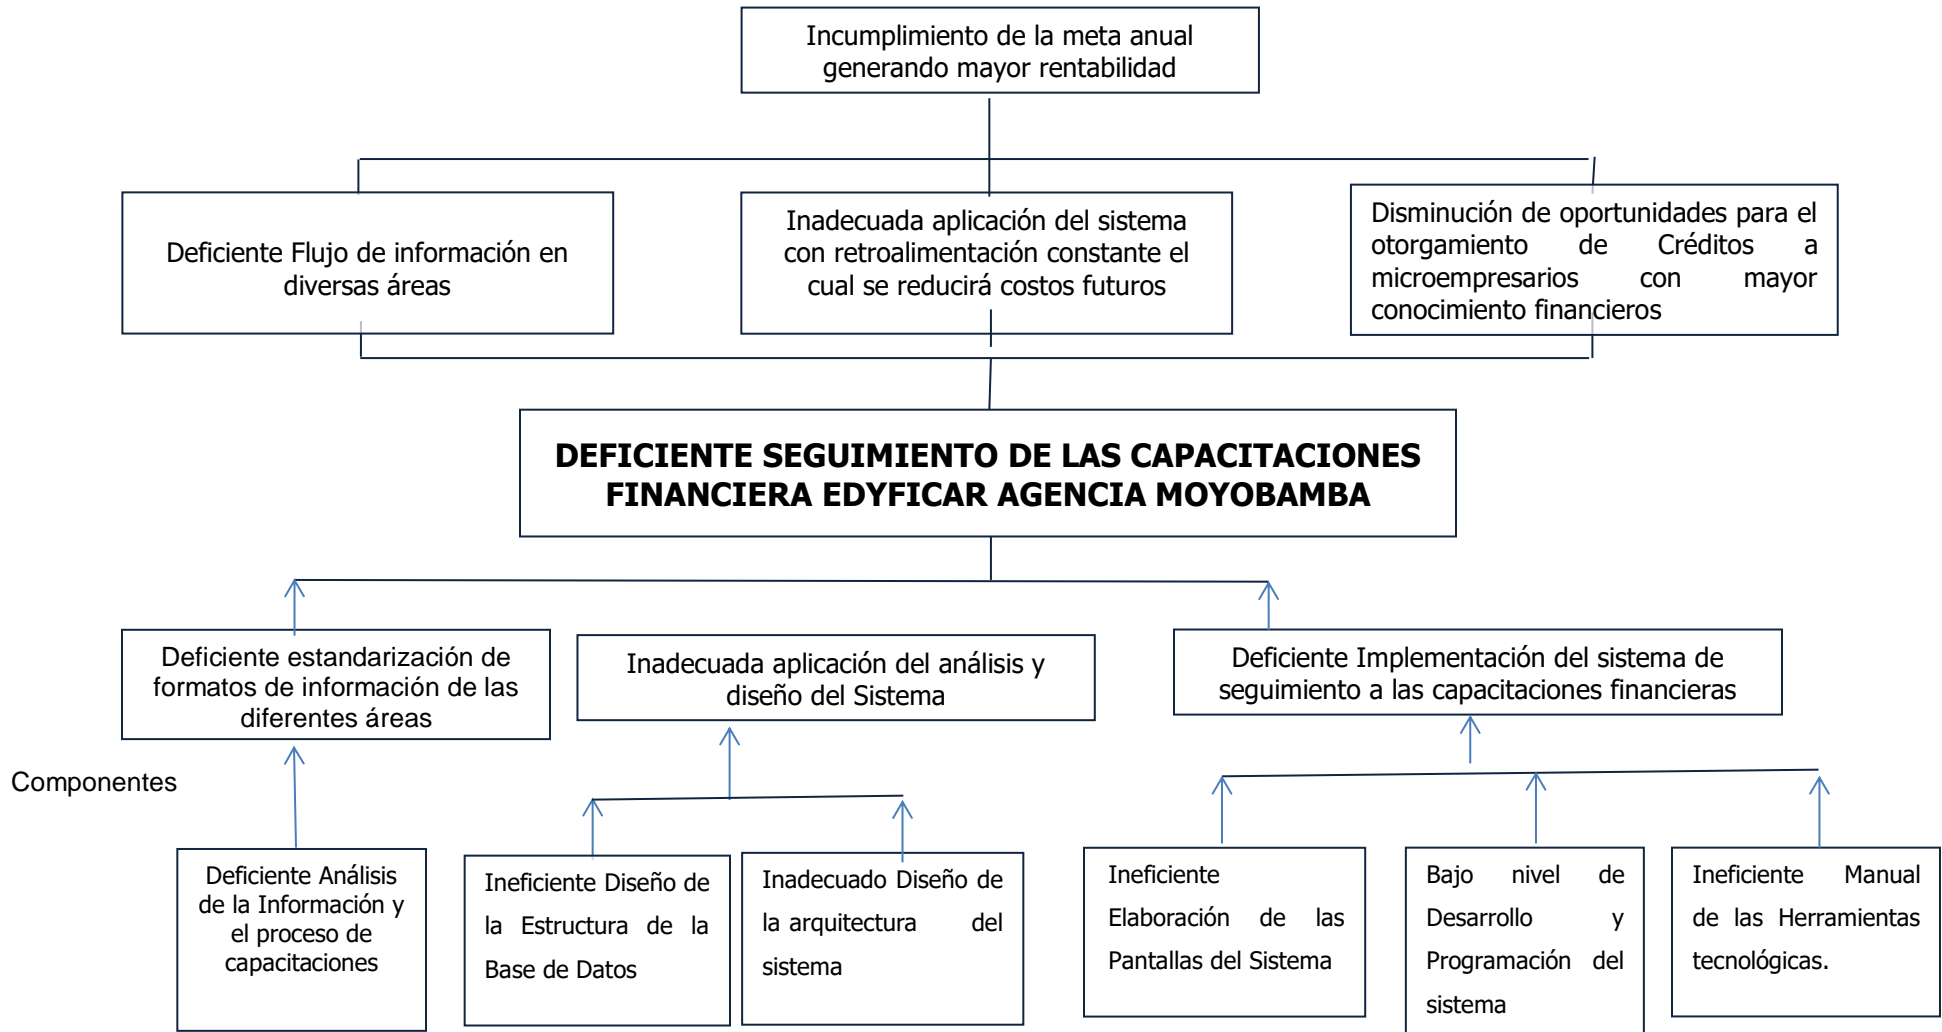 Incumplimiento de la meta anual
generando mayor rentabilidad
Deficiente Flujo de información en
diversas áreas
Inadecuada aplicación del sistema
con retroalimentación constante el
cual se reducirá costos futuros
Disminución de oportunidades para el
otorgamiento de Créditos a
microempresarios con mayor
conocimiento financieros
DEFICIENTE SEGUIMIENTO DE LAS CAPACITACIONES
FINANCIERA EDYFICAR AGENCIA MOYOBAMBA
Deficiente estandarización de
formatos de información de las
diferentes áreas
Inadecuada aplicación del análisis y
diseño del Sistema
Deficiente Implementación del sistema de
seguimiento a las capacitaciones financieras
Componentes
Deficiente Análisis
de la Información y
el proceso de
capacitaciones
Ineficiente Diseño de
la Estructura de la
Base de Datos
Inadecuado Diseño de
la arquitectura del
sistema
Ineficiente
Elaboración de las
Pantallas del Sistema
Bajo nivel de
Desarrollo y
Programación del
sistema
Ineficiente Manual
de las Herramientas
tecnológicas.